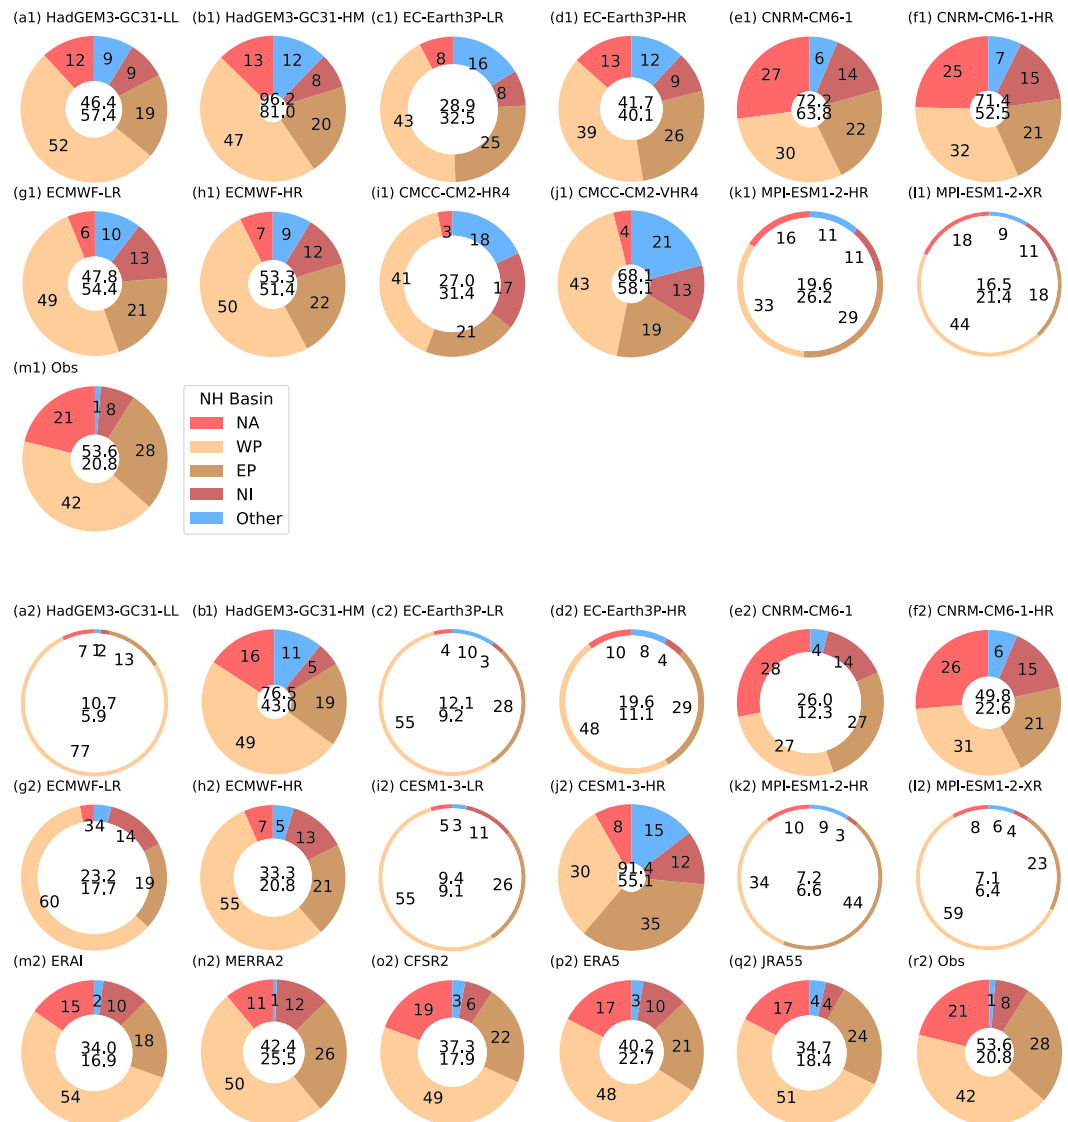 (a1) HadGEM3-GC31-LL
12 9 9 19 52
46.4
57.4
(b1) HadGEM3-GC31-HM
13 12 8 20 47
96.2
81.0
(c1) EC-Earth3P-LR
8 16 8 25 43
28.9
32.5
(d1) EC-Earth3P-HR
13 12 9 26 39
41.7
40.1
(e1) CNRM-CM6-1
27 6 14 22 30
72.2
63.8
(f1) CNRM-CM6-1-HR
25 7 15 21 32
71.4
52.5
(g1) ECMWF-LR
6 10 13 21 49
47.8
54.4
(h1) ECMWF-HR
7 9 12 22 50
53.3
51.4
(i1) CMCC-CM2-HR4
3 18 17 21 41
27.0
31.4
(j1) CMCC-CM2-VHR4
4 21 13 19 43
68.1
58.1
(k1) MPI-ESM1-2-HR
16 11 11 29 33
19.6
26.2
(l1) MPI-ESM1-2-XR
18 9 11 18 44
16.5
21.4
(m1) Obs
21 1 8 28 42
53.6
20.8
NH Basin
NA
WP
EP
NI
Other
(a2) HadGEM3-GC31-LL
7 1 2 13 77
10.7
5.9
(b1) HadGEM3-GC31-HM
16 11 5 19 49
76.5
43.0
(c2) EC-Earth3P-LR
4 10 3 28 55
12.1
9.2
(d2) EC-Earth3P-HR
10 8 4 29 48
19.6
11.1
(e2) CNRM-CM6-1
28 4 14 27 27
26.0
12.3
(f2) CNRM-CM6-1-HR
26 6 15 21 31
49.8
22.6
(g2) ECMWF-LR
3 4 14 19 60
23.2
17.7
(h2) ECMWF-HR
7 5 13 21 55
33.3
20.8
(i2) CESM1-3-LR
5 3 11 26 55
9.4
9.1
(j2) CESM1-3-HR
8 15 12 35 30
91.4
55.1
(k2) MPI-ESM1-2-HR
10 9 3 44 34
7.2
6.6
(l2) MPI-ESM1-2-XR
8 6 4 23 59
7.1
6.4
(m2) ERAI
15 2 10 18 54
34.0
16.9
(n2) MERRA2
11 1 12 26 50
42.4
25.5
(o2) CFSR2
19 3 6 22 49
37.3
17.9
(p2) ERA5
17 3 10 21 48
40.2
22.7
(q2) JRA55
17 4 4 24 51
34.7
18.4
(r2) Obs
21 1 8 28 42
53.6
20.8